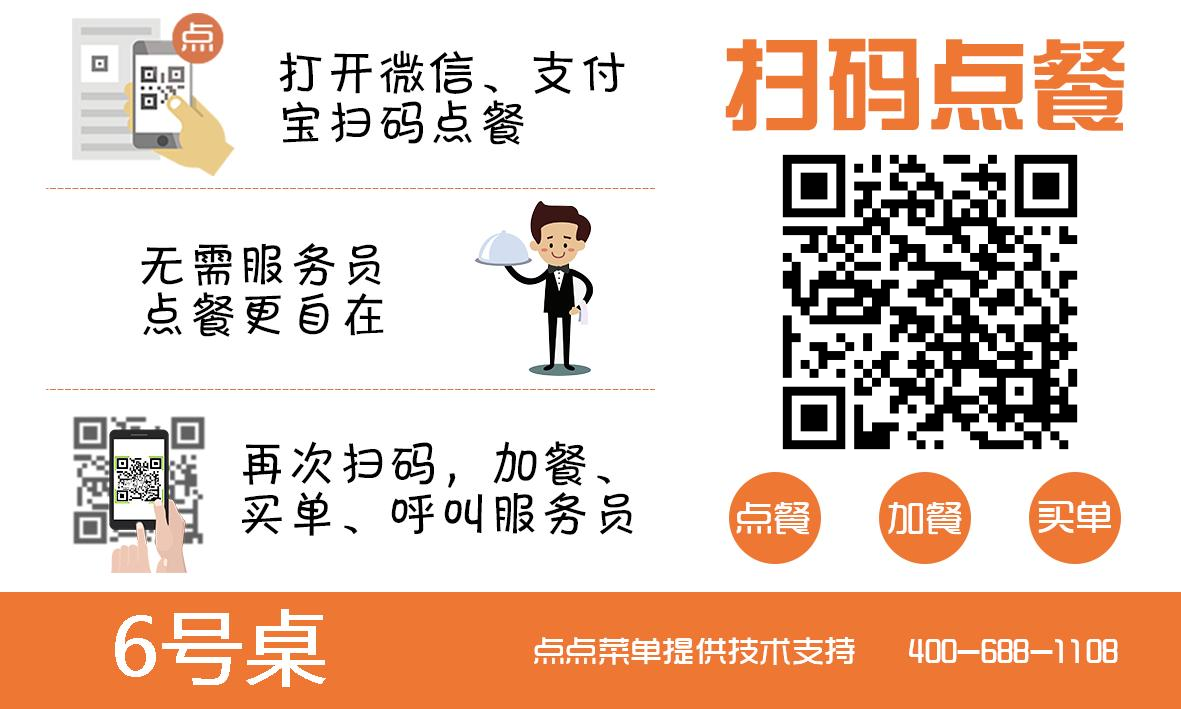 点
打开微信、支付
宝扫码点餐
无需服务员
点餐更自在
再次扫码，加餐、
买单、呼叫服务员
扫码点餐
点餐
加餐
买单
6号桌
点点菜单提供技术支持
400-688-1108